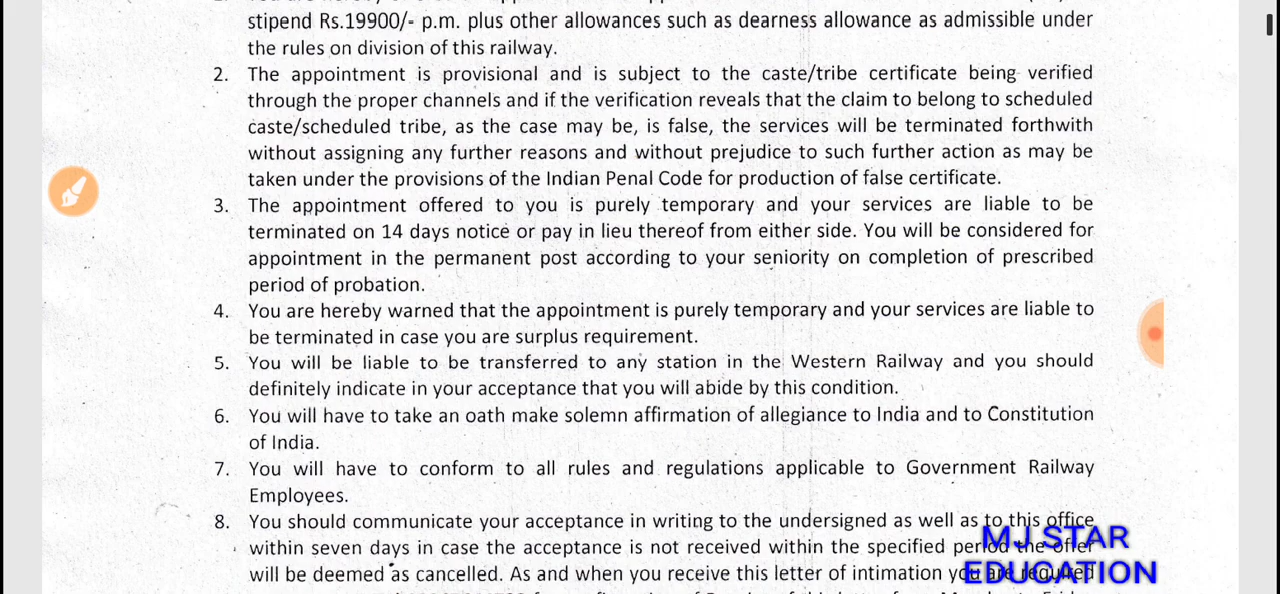 stipend Rs.19900/- p.m. plus other allowances such as dearness allowance as admissible under
the rules on division of this railway.
2. The appointment is provisional and is subject to the caste/tribe certificate being verified
through the proper channels and if the verification reveals that the claim to belong to scheduled
caste/scheduled tribe, as the case may be, is false, the services will be terminated forthwith
without assigning any further reasons and without prejudice to such further action as may be
taken under the provisions of the Indian Penal Code for production of false certificate.
3. The appointment offered to you is purely temporary and your services are liable to be
terminated on 14 days notice or pay in lieu thereof from either side. You will be considered for
appointment in the permanent post according to your seniority on completion of prescribed
period of probation.
4. You are hereby warned that the appointment is purely temporary and your services are liable to
be terminated in case you are surplus requirement.
5. You will be liable to be transferred to any station in the Western Railway and you should
definitely indicate in your acceptance that you will abide by this condition.
6. You will have to take an oath make solemn affirmation of allegiance to India and to Constitution
of India.
7. You will have to conform to all rules and regulations applicable to Government Railway
Employees.
8. You should communicate your acceptance in writing to the undersigned as well as to this office
within seven days in case the acceptance is not received within the specified period the offer
will be deemed as cancelled. As and when you receive this letter of intimation you are required
MJ STAR
EDUCATION